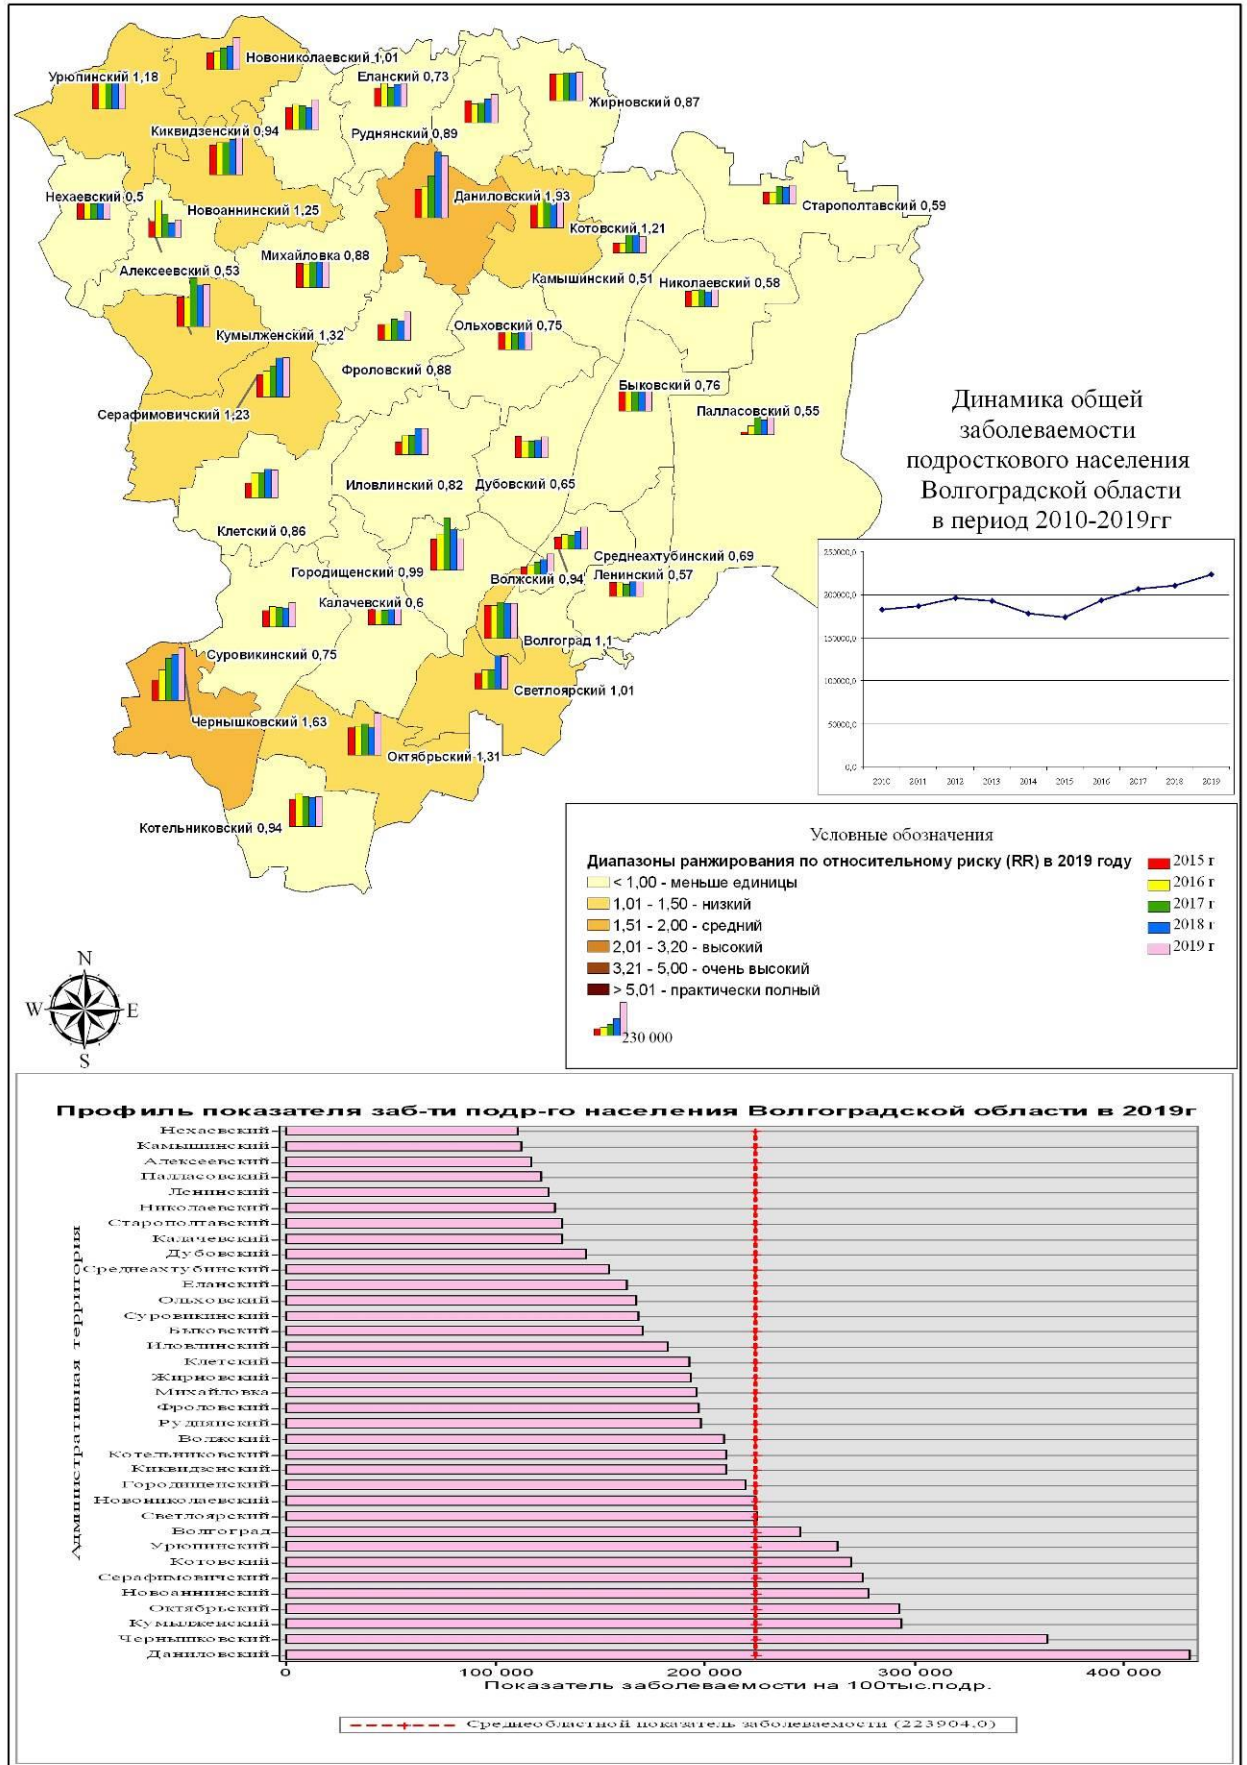 Новониколаевский 1,01
Урюпинский 1,18
Еланский 0,73
Жирновский 0,87
Киквидзенский 0,94
Руднянский 0,89
Нехаевский 0,5
Новоаннинский 1,25
Даниловский 1,93
Старополтавский 0,59
Котовский 1,21
Алексеевский 0,53
Михайловка 0,88
Камышинский 0,51
Николаевский 0,58
Кумылженский 1,32
Ольховский 0,75
Фроловский 0,88
Быковский 0,76
Серафимовичский 1,23
Палласовский 0,55
Иловлинский 0,82
Дубовский 0,65
Клетский 0,86
Городищенский 0,99
Среднеахтубинский 0,69
Волжский 0,94
Ленинский 0,57
Калачевский 0,6
Волгоград 1,1
Суровикинский 0,75
Светлоярский 1,01
Чернышковский 1,63
Октябрьский 1,31
Котельниковский 0,94
Динамика общей
заболеваемости
подросткового населения
Волгоградской области
в период 2010-2019гг
250000,0
200000,0
150000,0
100000,0
50000,0
0,0
2010 2011 2012 2013 2014 2015 2016 2017 2018 2019
Условные обозначения
Диапазоны ранжирования по относительному риску (RR) в 2019 году
< 1,00 - меньше единицы
1,01 - 1,50 - низкий
1,51 - 2,00 - средний
2,01 - 3,20 - высокий
3,21 - 5,00 - очень высокий
> 5,01 - практически полный
230 000
2015 г
2016 г
2017 г
2018 г
2019 г
N
W E
S
Профиль показателя заб-ти подр-го населения Волгоградской области в 2019г
Административная территория
Нехаевский
Камышинский
Алексеевский
Палласовский
Ленинский
Николаевский
Старополтавский
Калачевский
Дубовский
Среднеахтубинский
Еланский
Ольховский
Суровикинский
Быковский
Иловлинский
Клетский
Жирновский
Михайловка
Фроловский
Руднянский
Волжский
Котельниковский
Киквидзенский
Городищенский
Новониколаевский
Светлоярский
Волгоград
Урюпинский
Котовский
Серафимовичский
Новоаннинский
Октябрьский
Кумылженский
Чернышковский
Даниловский
0 100 000 200 000 300 000 400 000
Показатель заболеваемости на 100тыс.подр.
Среднеобластной показатель заболеваемости (223904.0)